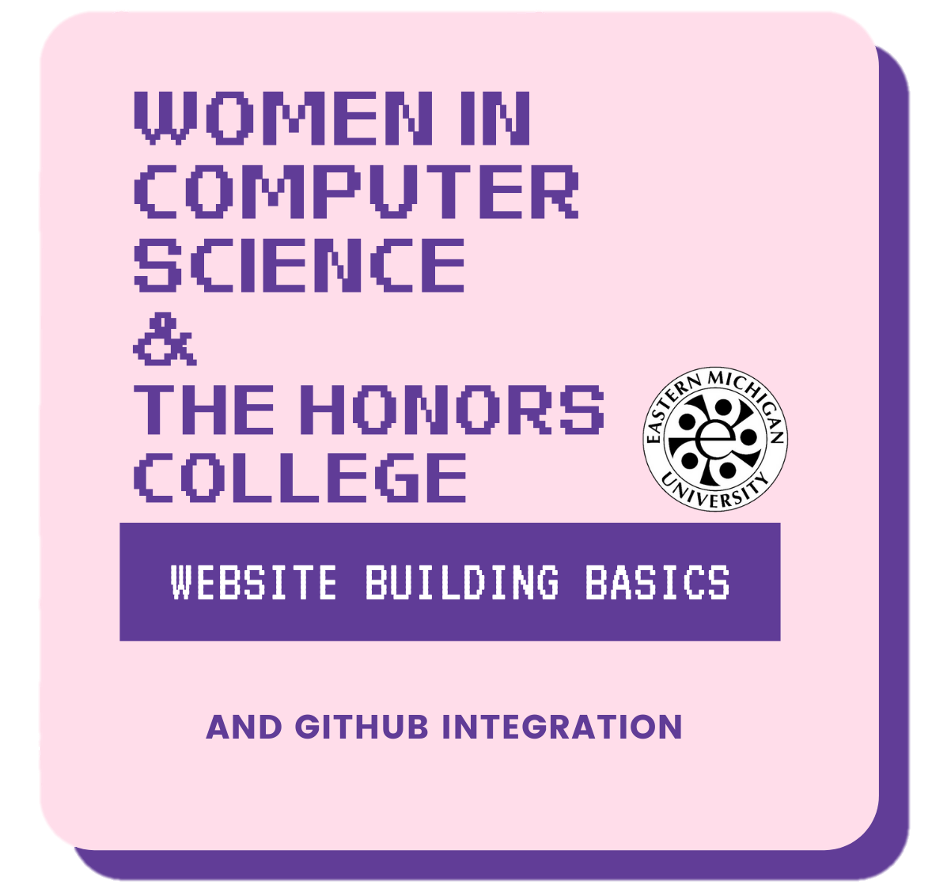 WOMEN IN
COMPUTER
SCIENCE
&
THE HONORS
COLLEGE
EASTERN MICHIGAN
UNIVERSITY
e
WEBSITE BUILDING BASICS
AND GITHUB INTEGRATION